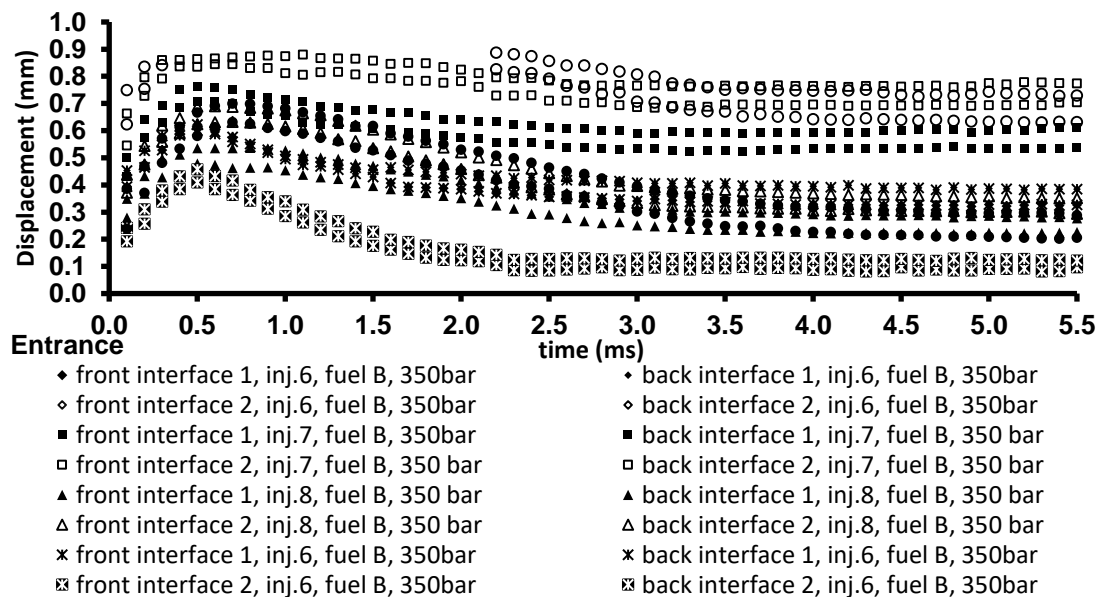 1.0
0.9
0.8
0.7
0.6
0.5
0.4
0.3
0.2
0.1
0.0
Displacement (mm)
0.0 0.5 1.0 1.5 2.0 2.5 3.0 3.5 4.0 4.5 5.0 5.5
Entrance
time (ms)
front interface 1, inj.6, fuel B, 350bar
back interface 1, inj.6, fuel B, 350bar
front interface 2, inj.6, fuel B, 350bar
back interface 2, inj.6, fuel B, 350bar
front interface 1, inj.7, fuel B, 350bar
back interface 1, inj.7, fuel B, 350 bar
front interface 2, inj.7, fuel B, 350 bar
back interface 2, inj.7, fuel B, 350 bar
front interface 1, inj.8, fuel B, 350 bar
back interface 1, inj.8, fuel B, 350 bar
front interface 2, inj.8, fuel B, 350 bar
back interface 2, inj.8, fuel B, 350 bar
front interface 1, inj.6, fuel B, 350bar
back interface 1, inj.6, fuel B, 350bar
front interface 2, inj.6, fuel B, 350bar
back interface 2, inj.6, fuel B, 350bar